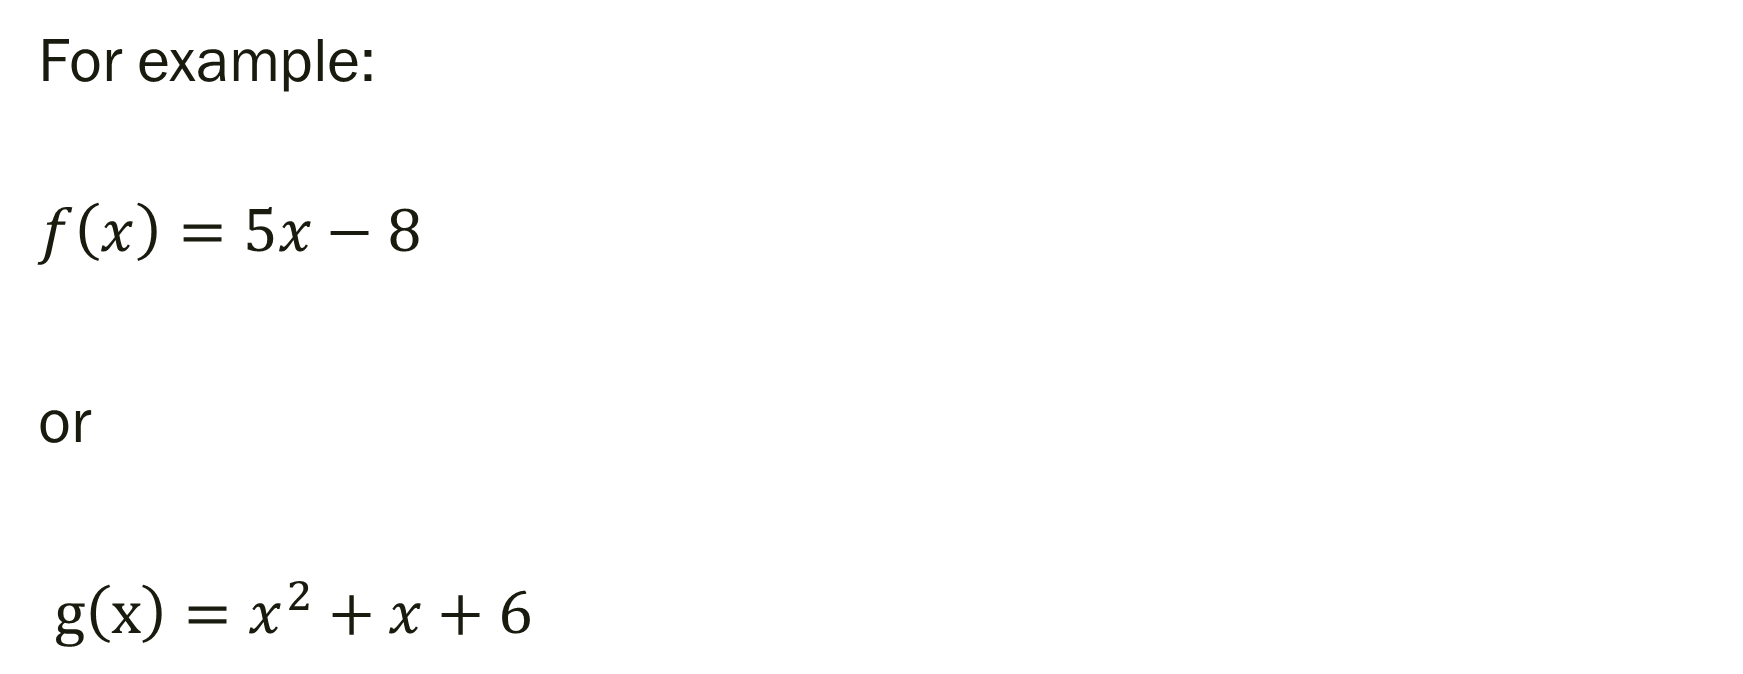 For example:
f(x) = 5x − 8
or
g(x) = x² + x + 6